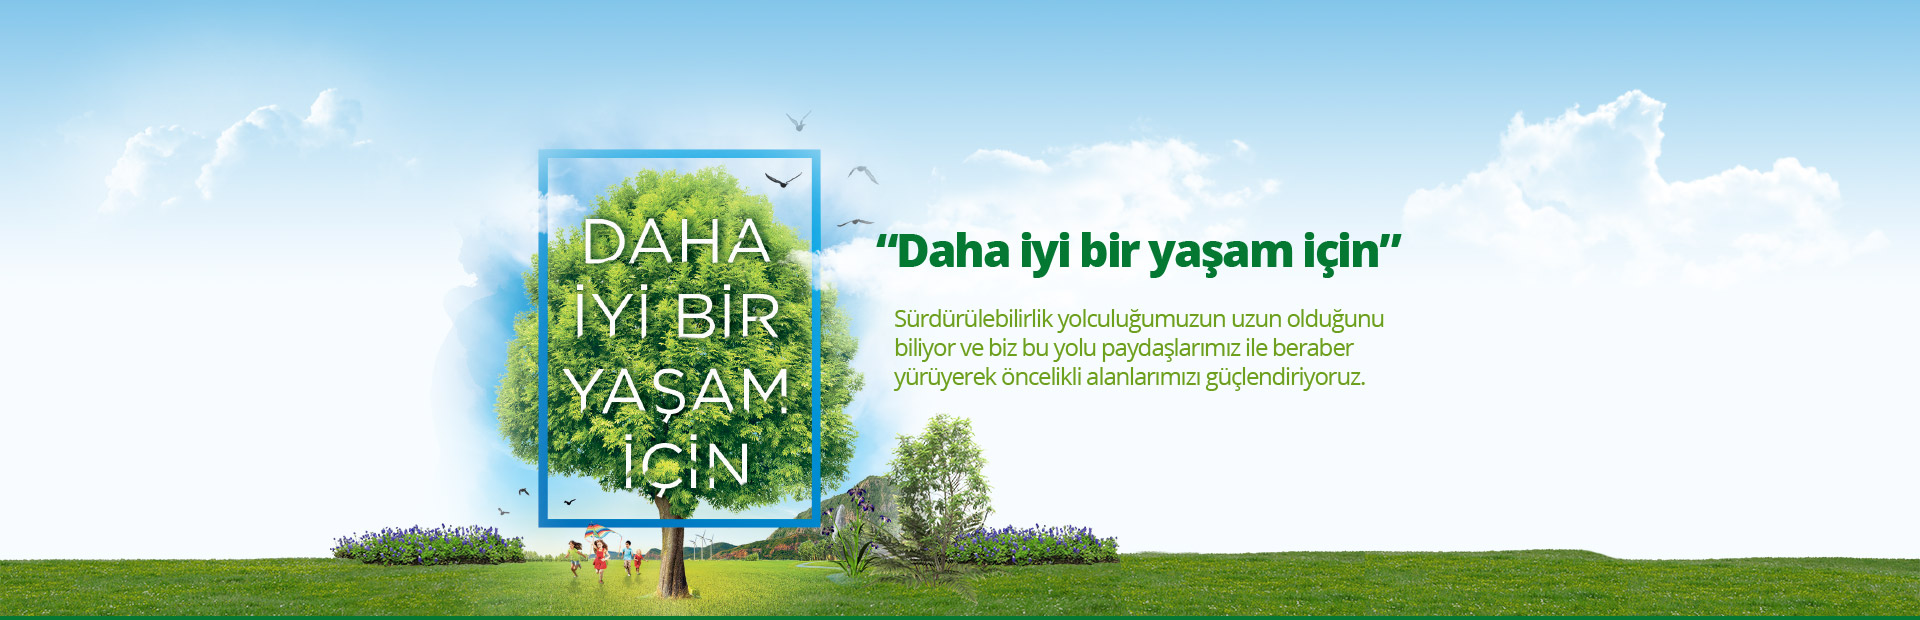 DAHA
İYİ BİR
YAŞAM
İÇİN
“Daha iyi bir yaşam için”
Sürdürülebilirlik yolculuğumuzun uzun olduğunu
biliyor ve biz bu yolu paydaşlarımız ile beraber
yürüyerek öncelikli alanlarımızı güçlendiriyoruz.